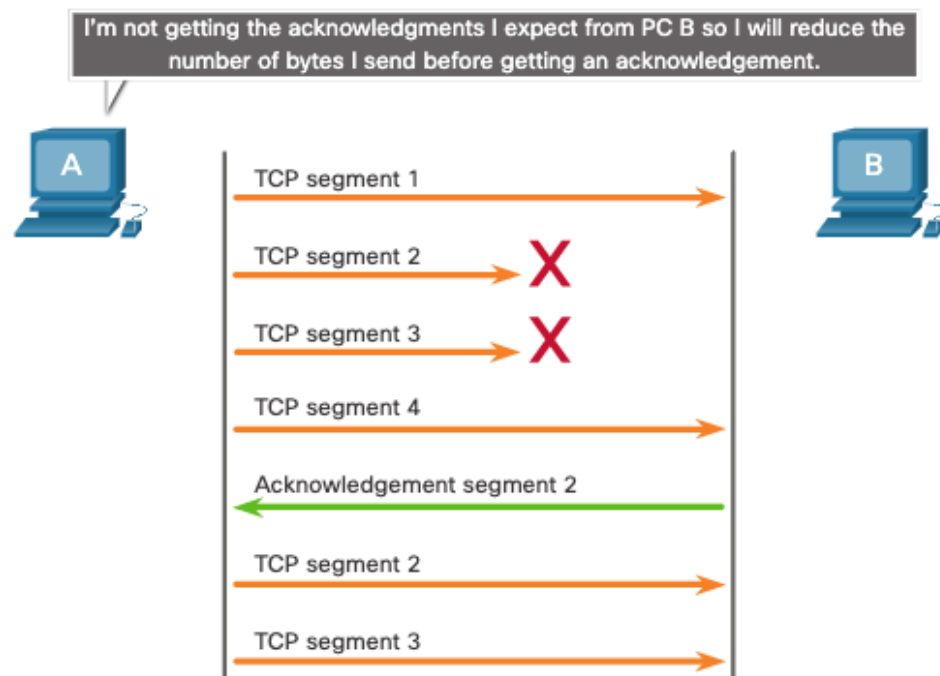 I'm not getting the acknowledgments I expect from PC B so I will reduce the
number of bytes I send before getting an acknowledgement.
A
B
TCP segment 1
TCP segment 2
X
TCP segment 3
X
TCP segment 4
Acknowledgement segment 2
TCP segment 2
TCP segment 3